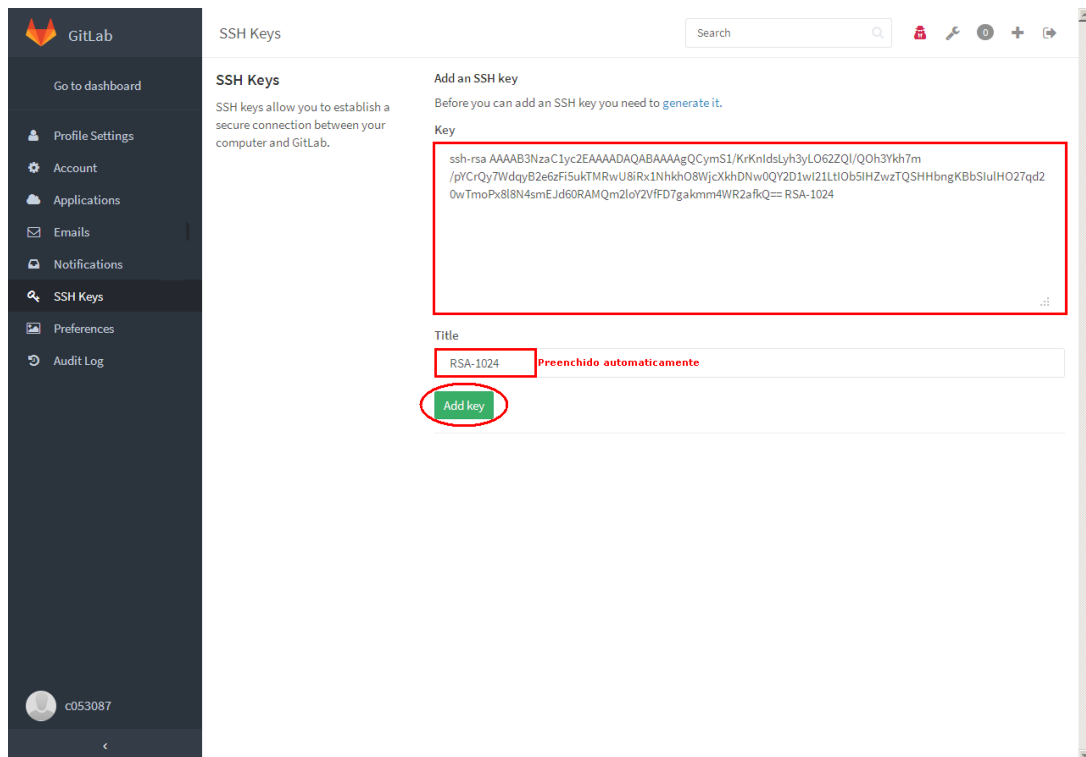 GitLab
SSH Keys
Search
0
Go to dashboard
Profile Settings
Account
Applications
Emails
Notifications
SSH Keys
Preferences
Audit Log
c053087
SSH Keys
SSH keys allow you to establish a
secure connection between your
computer and GitLab.
Add an SSH key
Before you can add an SSH key you need to generate it.
Key
ssh-rsa AAAAB3NzaC1yc2EAAAADAQABAAAAgQCymS1/KrKnIdsLyh3yLO62ZQl/QOh3Ykh7m
/pYCrQy7WdqyB2e6zFi5ukTMRwU8iRx1NhkhO8WjcXkhDNw0QY2D1wI21LtIOb5IHZwzTQSHHbngKBbSIulHO27qd2
0wTmoPx8l8N4smEJd60RAMQm2loY2VfFD7gakmm4WR2afkQ== RSA-1024
Title
RSA-1024
Preenchido automaticamente
Add key